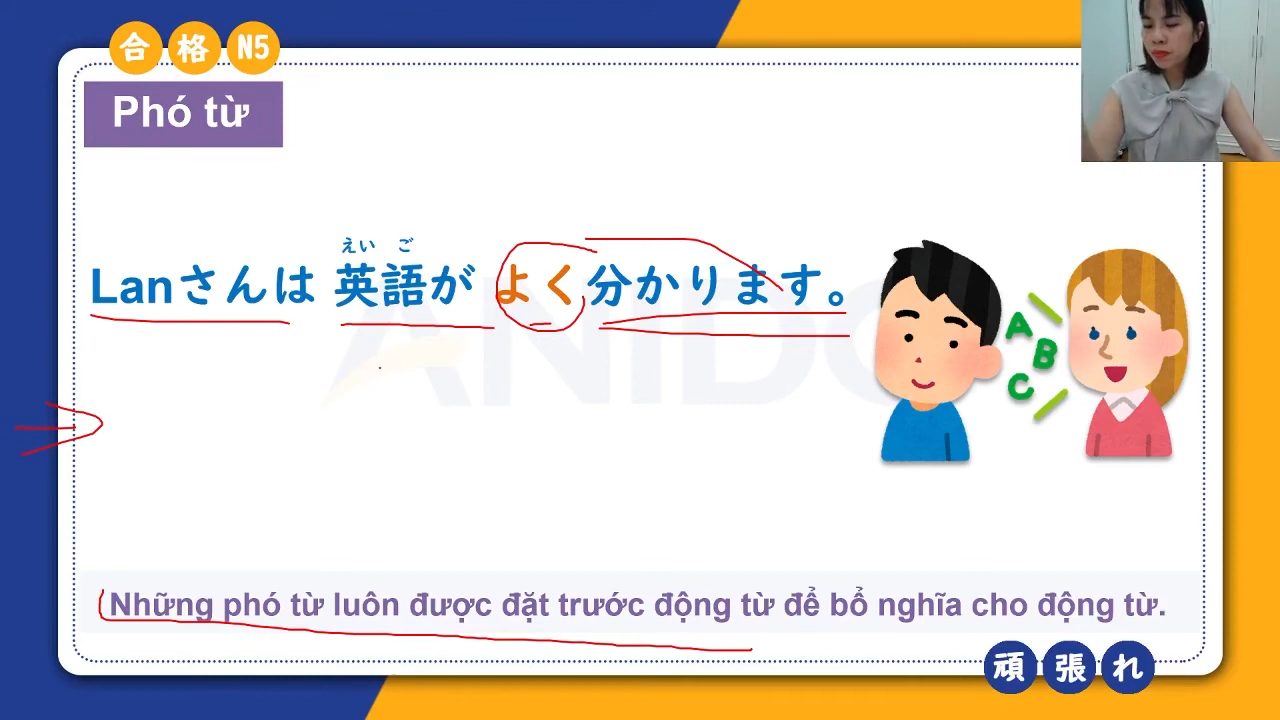 合格N5
Phó từ
えい ご
Lanさんは 英語が よく分かります。
A
B
C
ANIDO
Những phó từ luôn được đặt trước động từ để bổ nghĩa cho động từ.
頑張れ